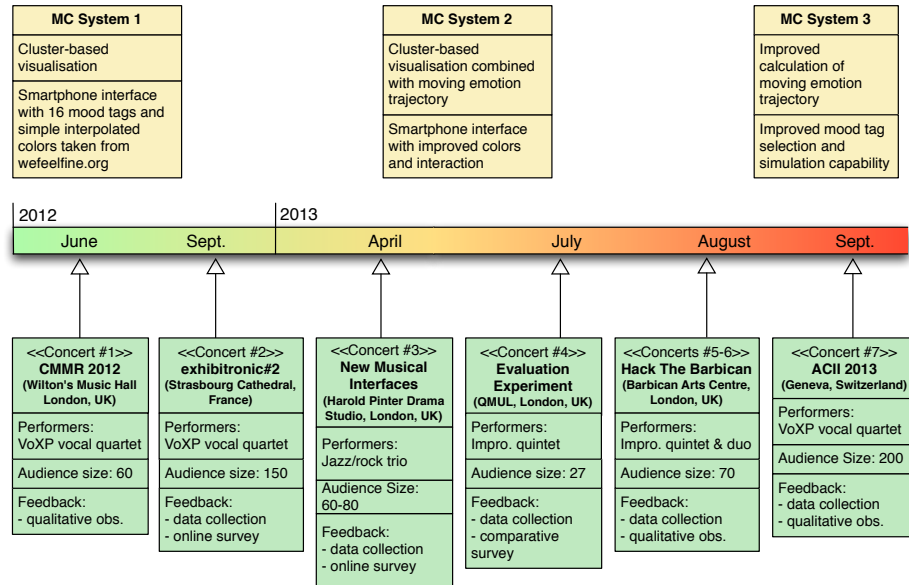 MC System 1
Cluster-based
visualisation
Smartphone interface
with 16 mood tags and
simple interpolated
colors taken from
wefeelfine.org
MC System 2
Cluster-based
visualisation combined
with moving emotion
trajectory
Smartphone interface
with improved colors
and interaction
MC System 3
Improved
calculation of
moving emotion
trajectory
Improved mood tag
selection and
simulation capability
2012
2013
June
Sept.
April
July
August
Sept.
<<Concert #1>>
CMMR 2012
(Wilton's Music Hall
London, UK)
Performers:
VoXP vocal quartet
Audience size: 60
Feedback:
- qualitative obs.
<<Concert #2>>
exhibitronic#2
(Strasbourg Cathedral,
France)
Performers:
VoXP vocal quartet
Audience size: 150
Feedback:
- data collection
- online survey
<<Concert #3>>
New Musical
Interfaces
(Harold Pinter Drama
Studio, London, UK)
Performers:
Jazz/rock trio
Audience Size:
60-80
Feedback:
- data collection
- online survey
<<Concert #4>>
Evaluation
Experiment
(QMUL, London, UK)
Performers:
Impro. quintet
Audience size: 27
Feedback:
- data collection
- comparative
survey
<<Concerts #5-6>>
Hack The Barbican
(Barbican Arts Centre,
London, UK)
Performers:
Impro. quintet & duo
Audience size: 70
Feedback:
- data collection
- qualitative obs.
<<Concert #7>>
ACII 2013
(Geneva, Switzerland)
Performers:
VoXP vocal quartet
Audience Size: 200
Feedback:
- data collection
- qualitative obs.